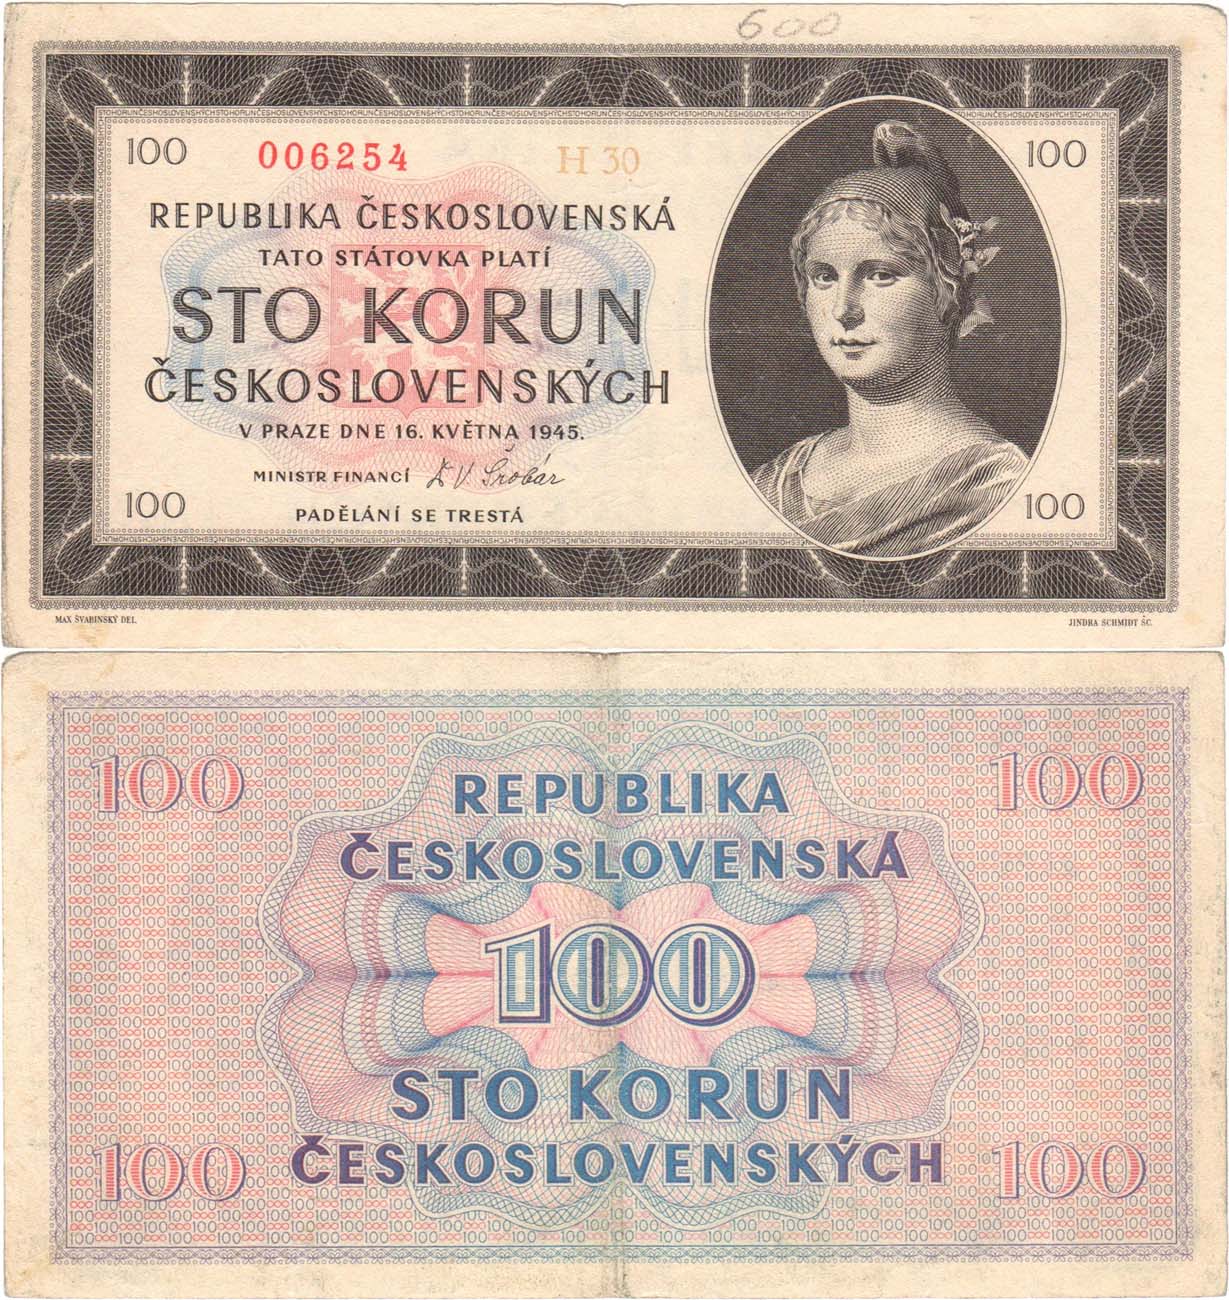 600
100 006254 H 30 100
REPUBLIKA ČESKOSLOVENSKÁ
TATO STÁTOVKA PLATÍ
STO KORUN
ČESKOSLOVENSKÝCH
V PRAZE DNE 16. KVĚTNA 1945.
MINISTR FINANCÍ Dr V. Šrobár
100 100
PADĚLÁNÍ SE TRESTÁ
MAX ŠVABINSKÝ DEL. JINDRA SCHMIDT SC.
100 100
REPUBLIKA
ČESKOSLOVENSKÁ
100
STO KORUN
ČESKOSLOVENSKÝCH
100 100